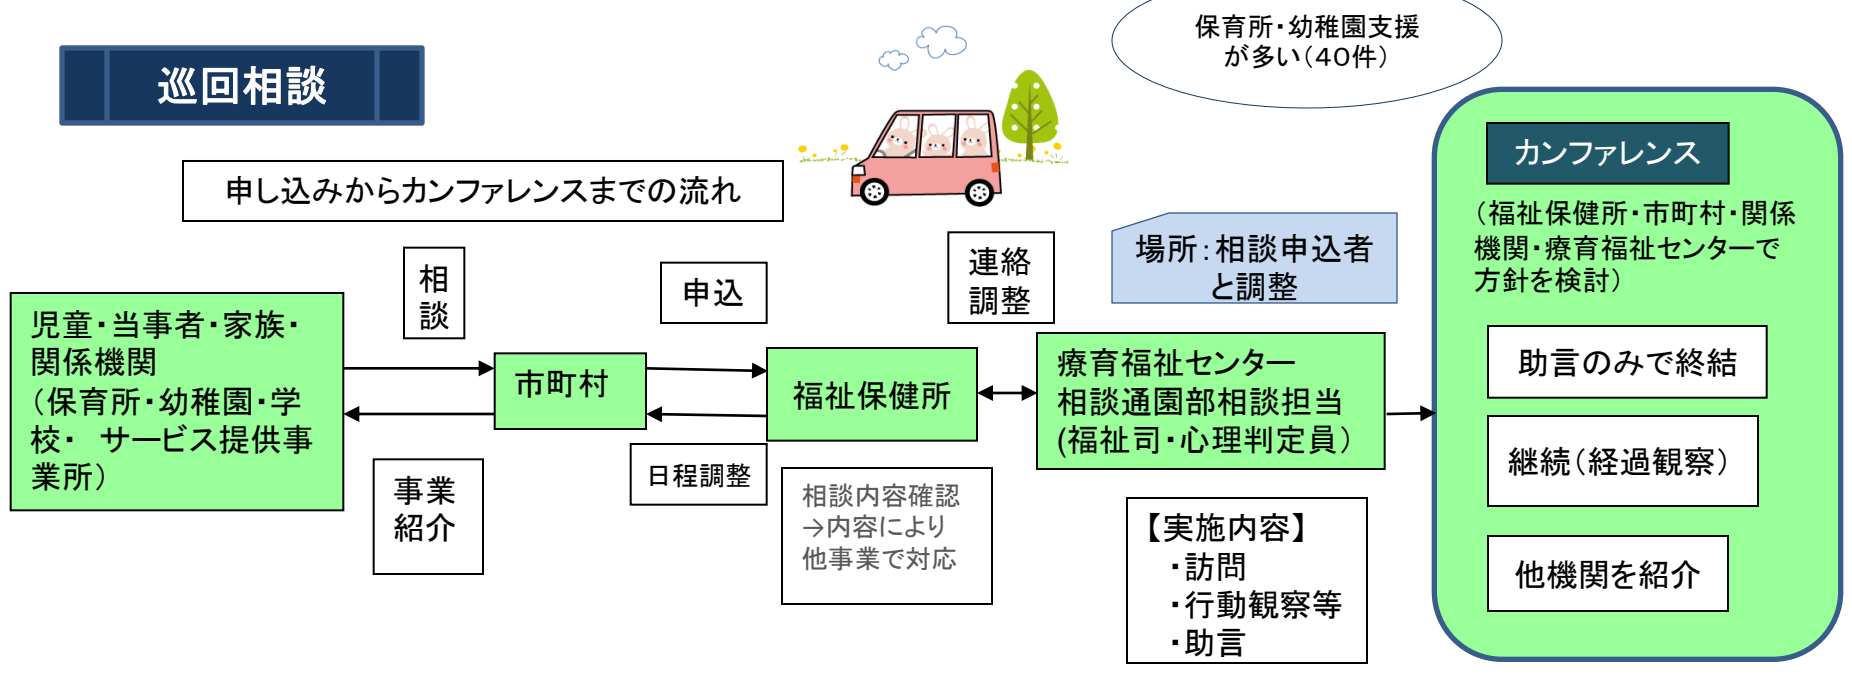 保育所・幼稚園支援
が多い（４０件）
巡回相談
申し込みからカンファレンスまでの流れ
相
談
申込
連絡
調整
場所：相談申込者
と調整
児童・当事者・家族・
関係機関
（保育所・幼稚園・学
校・　サービス提供事
業所）
市町村
福祉保健所
療育福祉センター
相談通園部相談担当
(福祉司・心理判定員）
事業
紹介
日程調整
相談内容確認
→内容により
他事業で対応
【実施内容】
・訪問
・行動観察等
・助言
カンファレンス
（福祉保健所・市町村・関係
機関・療育福祉センターで
方針を検討）
助言のみで終結
継続（経過観察）
他機関を紹介